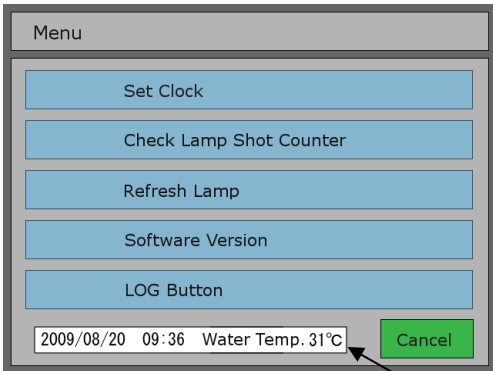 Menu
Set Clock
Check Lamp Shot Counter
Refresh Lamp
Software Version
LOG Button
2009/08/20 09:36 Water Temp. 31℃ Cancel